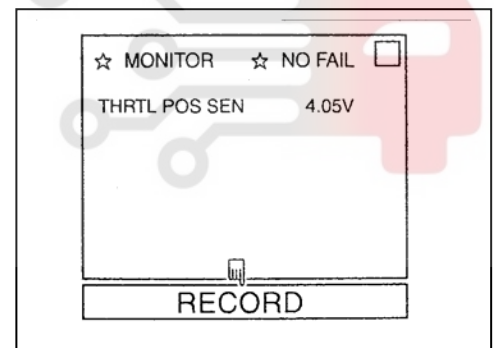 ☆ MONITOR ☆ NO FAIL
THRTL POS SEN 4.05V
RECORD